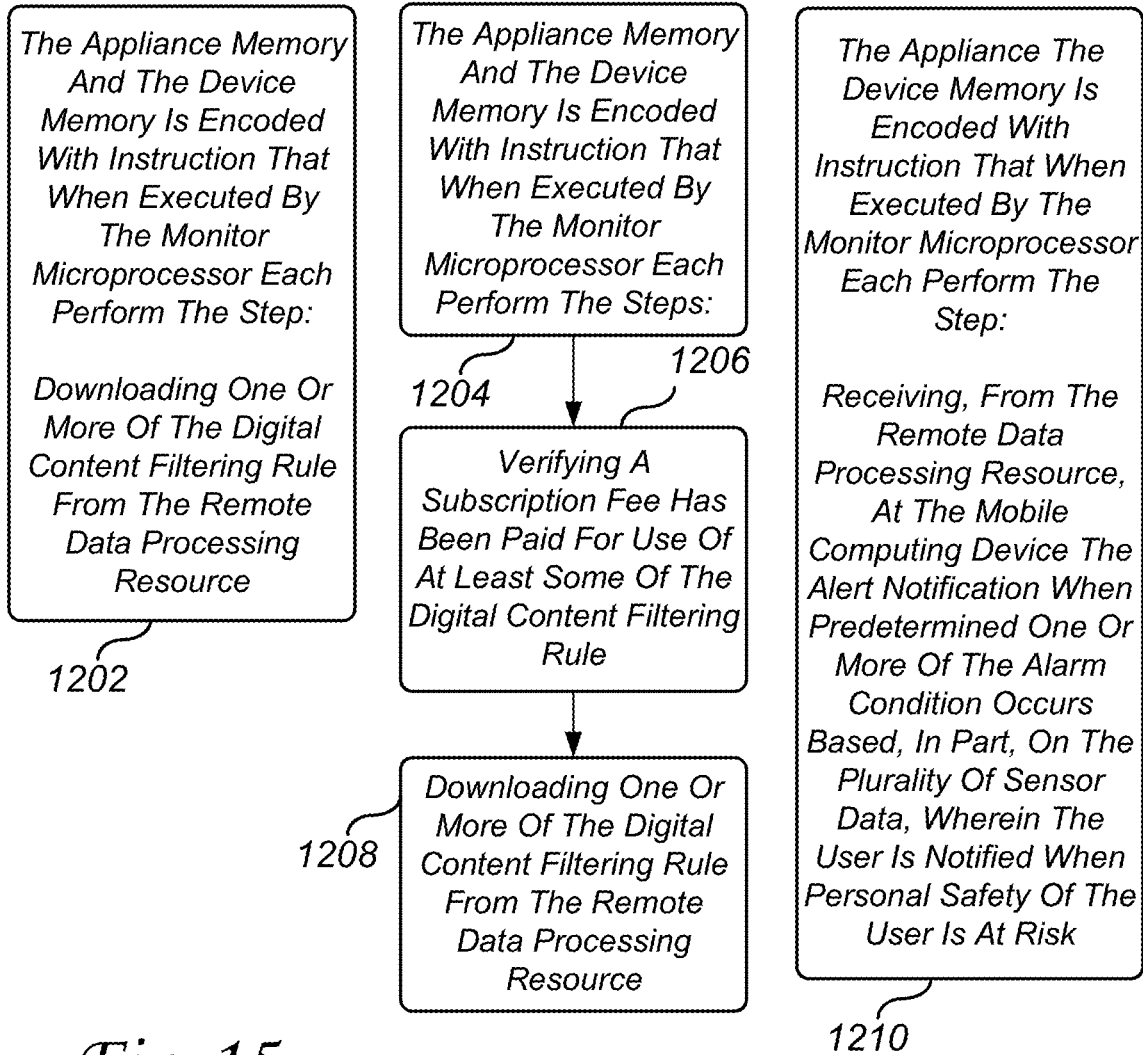 The Appliance Memory
And The Device
Memory Is Encoded
With Instruction That
When Executed By
The Monitor
Microprocessor Each
Perform The Step:
Downloading One Or
More Of The Digital
Content Filtering Rule
From The Remote
Data Processing
Resource
1202
The Appliance Memory
And The Device
Memory Is Encoded
With Instruction That
When Executed By
The Monitor
Microprocessor Each
Perform The Steps:
1204
1206
Verifying A
Subscription Fee Has
Been Paid For Use Of
At Least Some Of The
Digital Content Filtering
Rule
Downloading One Or
More Of The Digital
Content Filtering Rule
From The Remote
Data Processing
Resource
1208
The Appliance The
Device Memory Is
Encoded With
Instruction That When
Executed By The
Monitor Microprocessor
Each Perform The
Step:
Receiving, From The
Remote Data
Processing Resource,
At The Mobile
Computing Device The
Alert Notification When
Predetermined One Or
More Of The Alarm
Condition Occurs
Based, In Part, On The
Plurality Of Sensor
Data, Wherein The
User Is Notified When
Personal Safety Of The
User Is At Risk
1210
Fig. 15